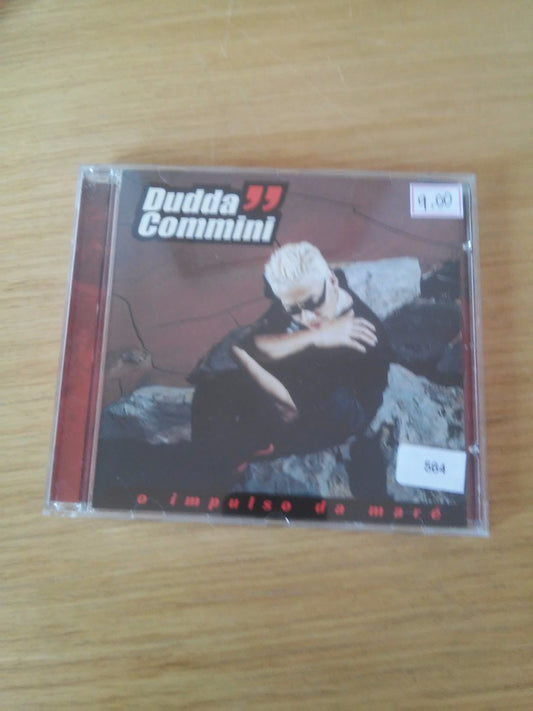 Dudda ”
Commini
9.00
584
o impulso da maré